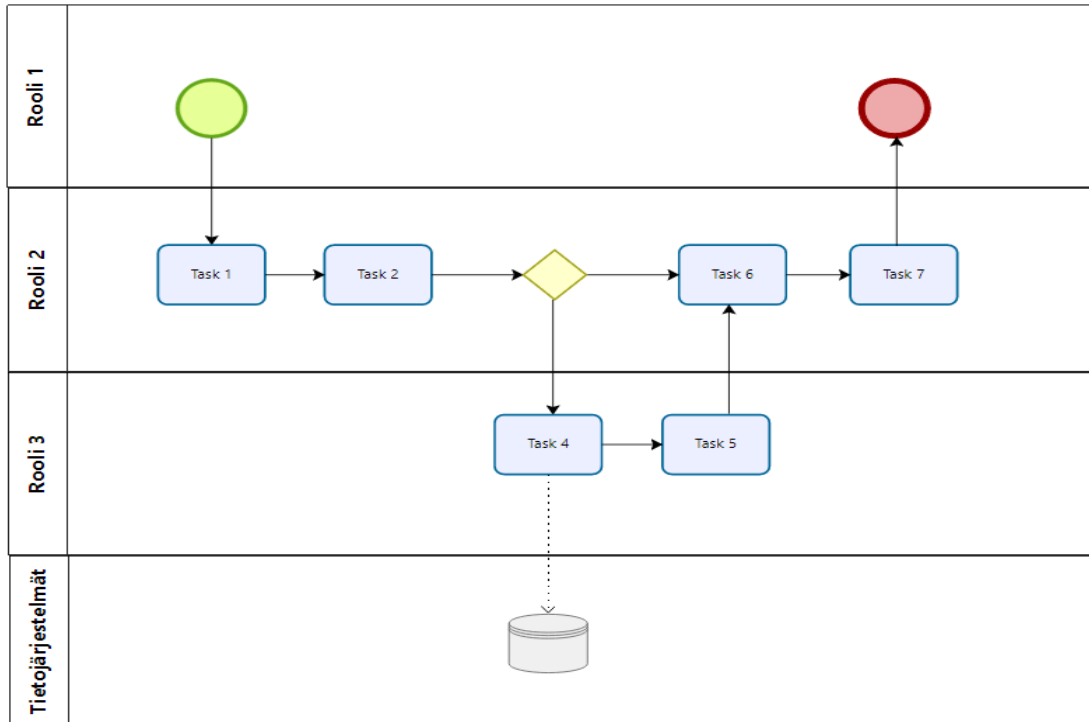 Rooli 1
Rooli 2
Task 1
Task 2
Task 6
Task 7
Rooli 3
Task 4
Task 5
Tietojärjestelmät